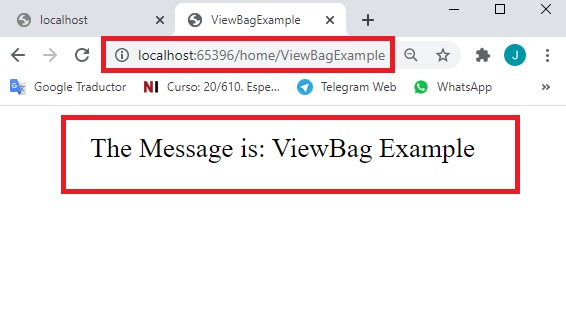 localhost
ViewBagExample
localhost:65396/home/ViewBagExample
J
Google Traductor
Curso: 20/610. Espe...
Telegram Web
WhatsApp
The Message is: ViewBag Example